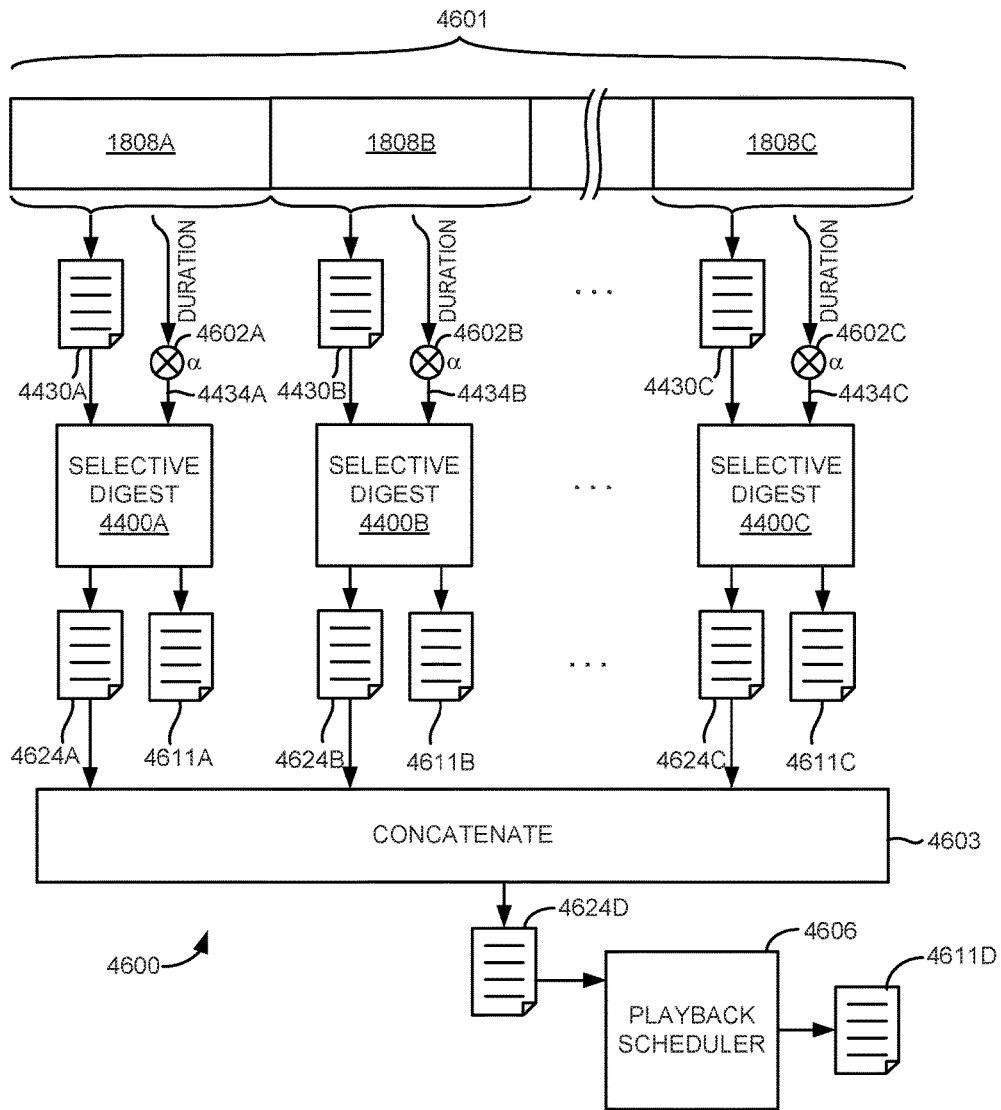 4601
1808A 1808B 1808C
DURATION DURATION DURATION
4602A 4602B 4602C
α α α
4430A 4434A 4430B 4434B 4430C 4434C
SELECTIVE SELECTIVE SELECTIVE
DIGEST DIGEST DIGEST
4400A 4400B 4400C
4624A 4611A 4624B 4611B 4624C 4611C
CONCATENATE
4603
4624D
4606
4611D
4600
PLAYBACK
SCHEDULER